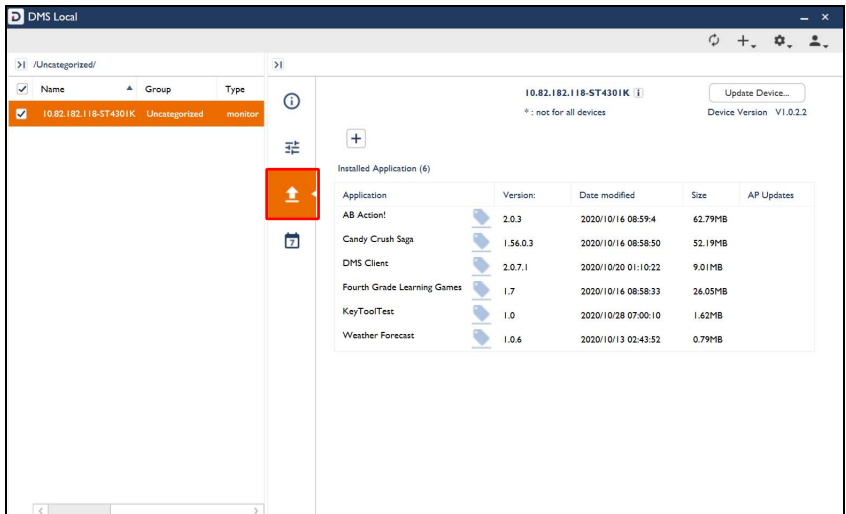 DMS Local
/Uncategorized/
Name Group Type
10.82.182.118-ST4301K Uncategorized monitor
10.82.182.118-ST4301K i
* : not for all devices
Update Device...
Device Version V1.0.2.2
7
Installed Application (6)
Application Version: Date modified Size AP Updates
AB Action! 2.0.3 2020/10/16 08:59:4 62.79MB
Candy Crush Saga 1.56.0.3 2020/10/16 08:58:50 52.19MB
DMS Client 2.0.7.1 2020/10/20 01:10:22 9.01MB
Fourth Grade Learning Games 1.7 2020/10/16 08:58:33 26.05MB
KeyToolTest 1.0 2020/10/28 07:00:10 1.62MB
Weather Forecast 1.0.6 2020/10/13 02:43:52 0.79MB